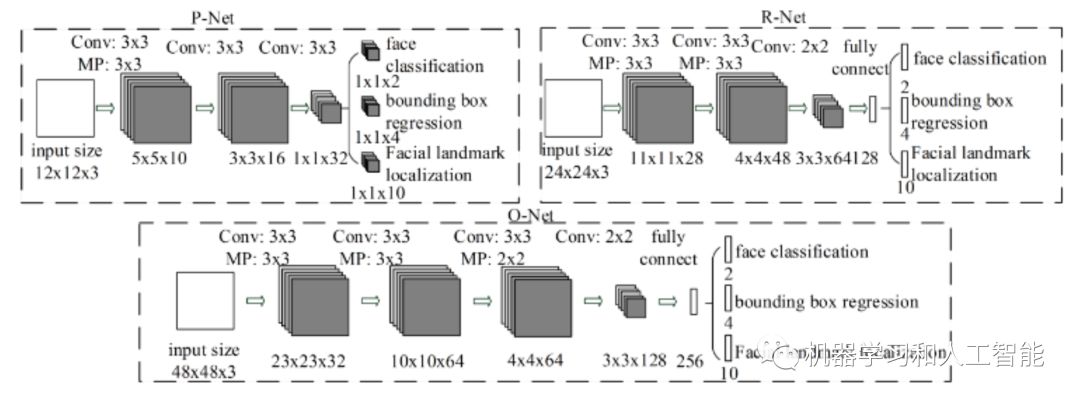 P-Net
Conv: 3x3
MP: 3x3
Conv: 3x3
Conv: 3x3
face
classification
1x1x2
bounding box
regression
1x1x4
Facial landmark
localization
1x1x10
input size
12x12x3
5x5x10
3x3x16
1x1x32
R-Net
Conv: 3x3
MP: 3x3
Conv: 3x3
MP: 3x3
Conv: 2x2
fully
connect
face classification
2
bounding box
regression
4
Facial landmark
localization
10
input size
24x24x3
11x11x28
4x4x48
3x3x64
128
O-Net
Conv: 3x3
MP: 3x3
Conv: 3x3
MP: 3x3
Conv: 3x3
MP: 2x2
Conv: 2x2
fully
connect
face classification
2
bounding box regression
4
Facial landmark localization
10
input size
48x48x3
23x23x32
10x10x64
4x4x64
3x3x128
256
机器学习和人工智能